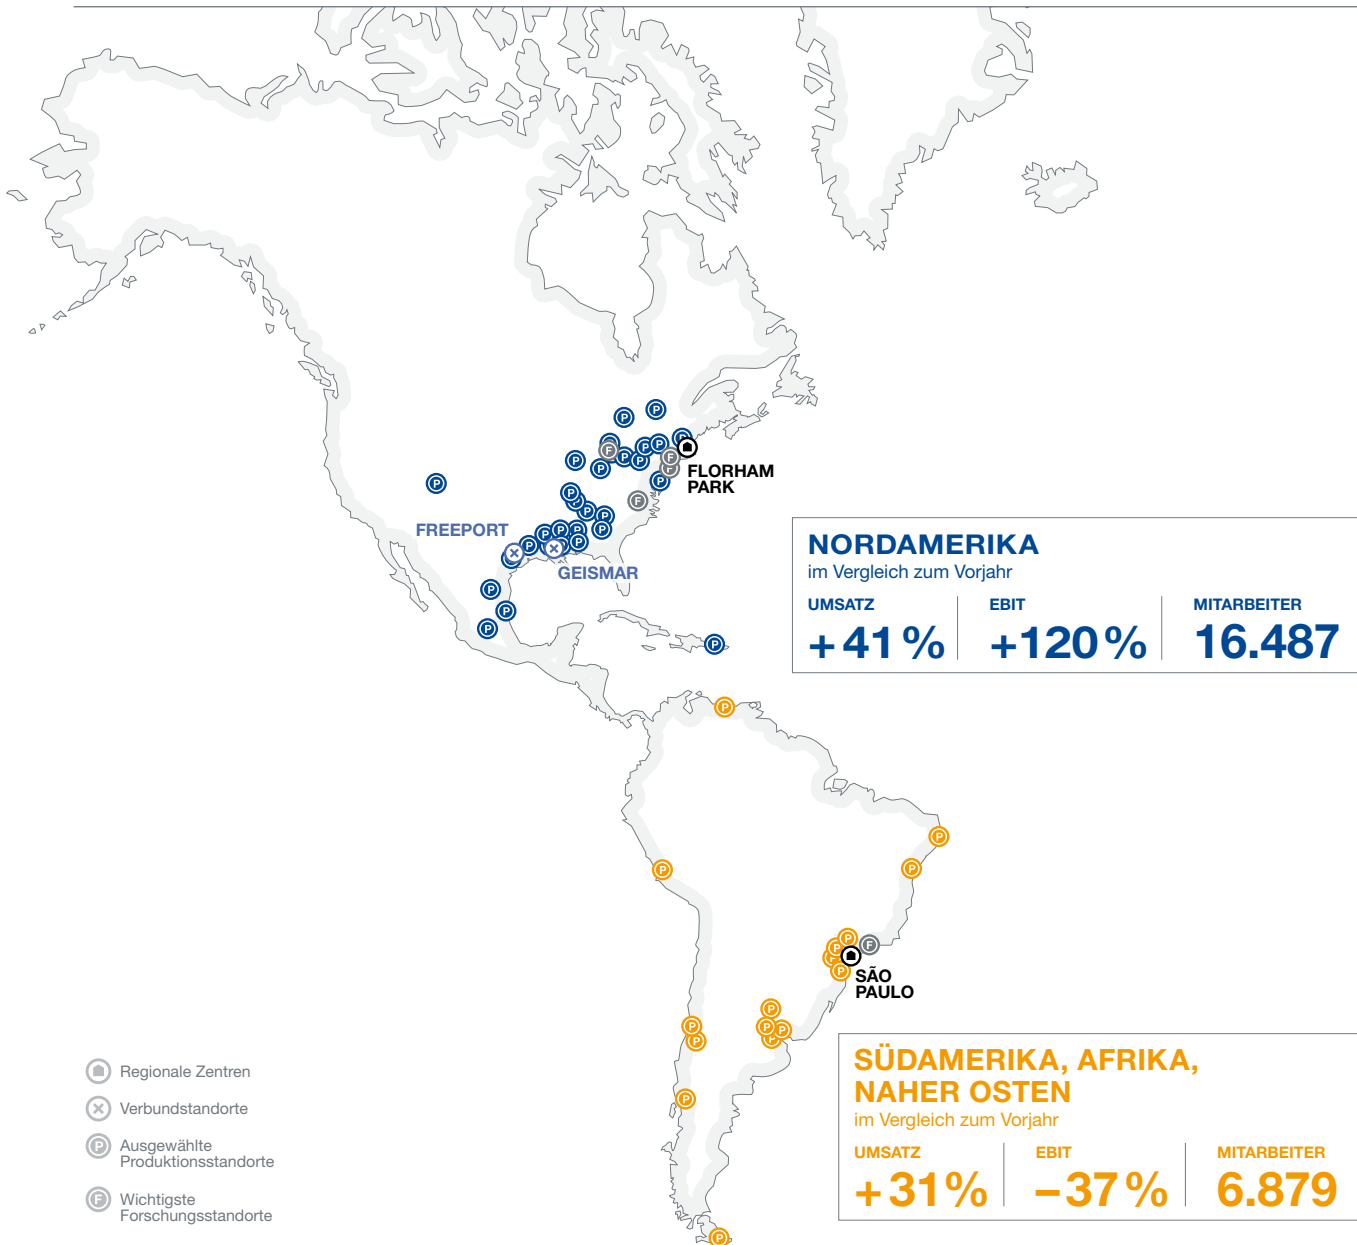 FLORHAM
PARK
FREEPORT
GEISMAR
NORDAMERIKA
im Vergleich zum Vorjahr
UMSATZ EBIT MITARBEITER
+41 % +120 % 16.487
SÃO
PAULO
SÜDAMERIKA, AFRIKA,
NAHER OSTEN
im Vergleich zum Vorjahr
UMSATZ EBIT MITARBEITER
+31 % −37 % 6.879
Regionale Zentren
Verbundstandorte
P Ausgewählte
Produktionsstandorte
F Wichtigste
Forschungsstandorte